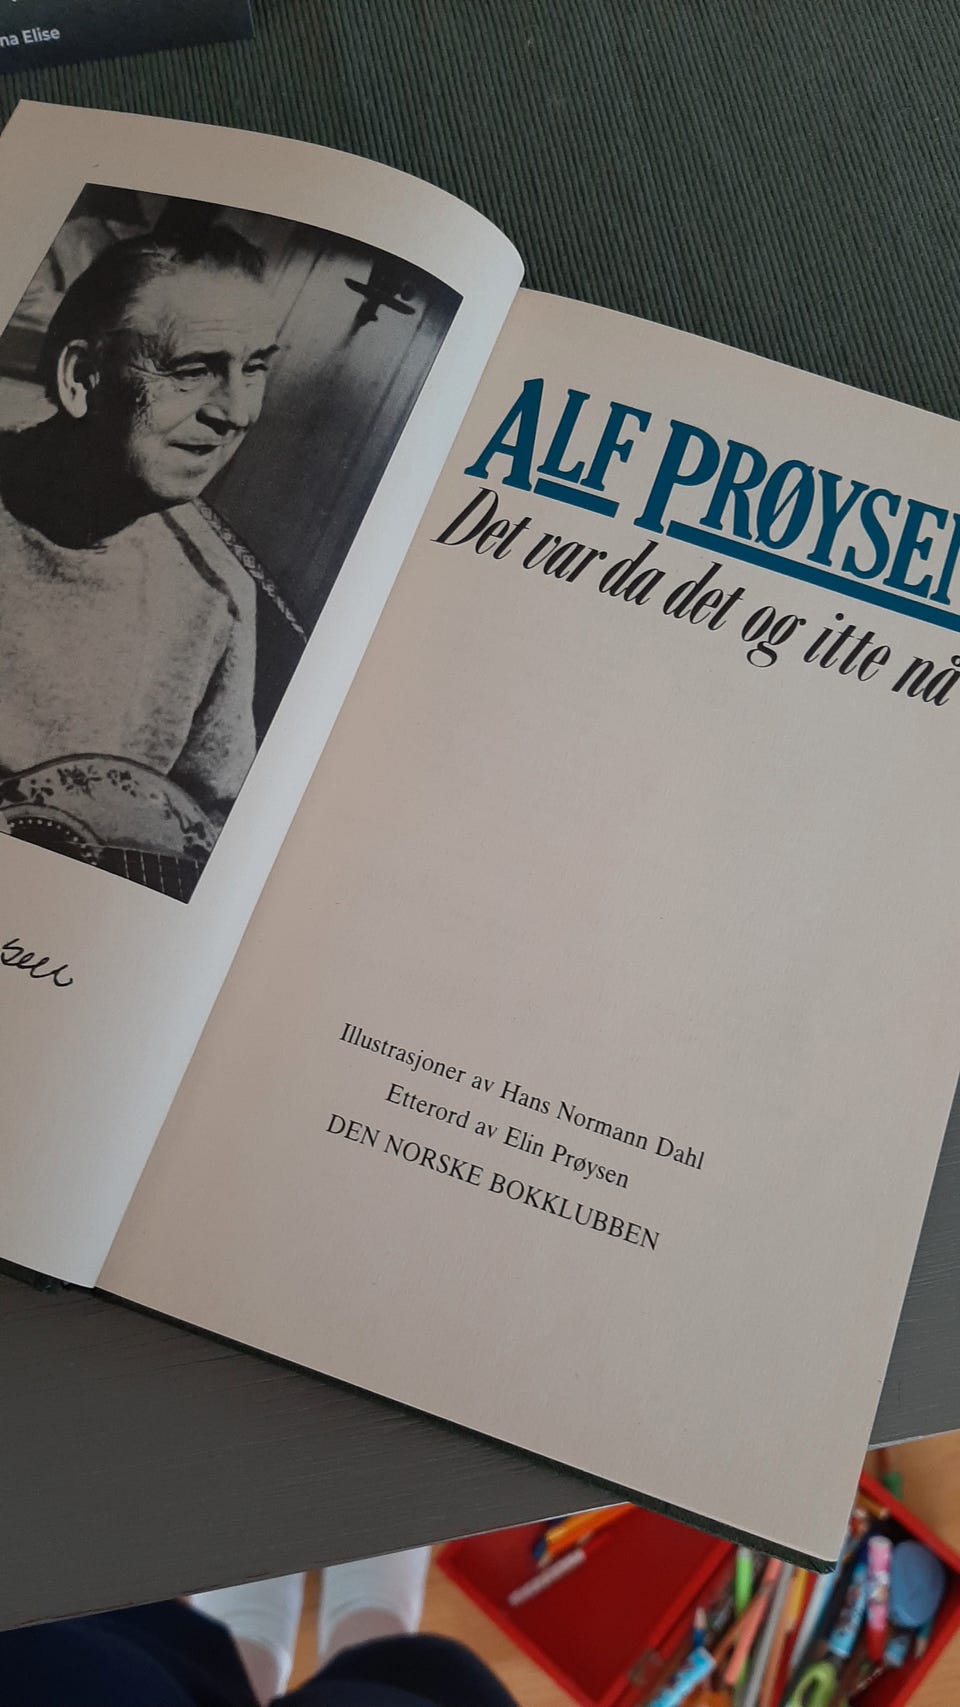 na Elise
ALF PRØYSEN
Det var da det og itte nå
Illustrasjoner av Hans Normann Dahl
Etterord av Elin Prøysen
DEN NORSKE BOKKLUBBEN